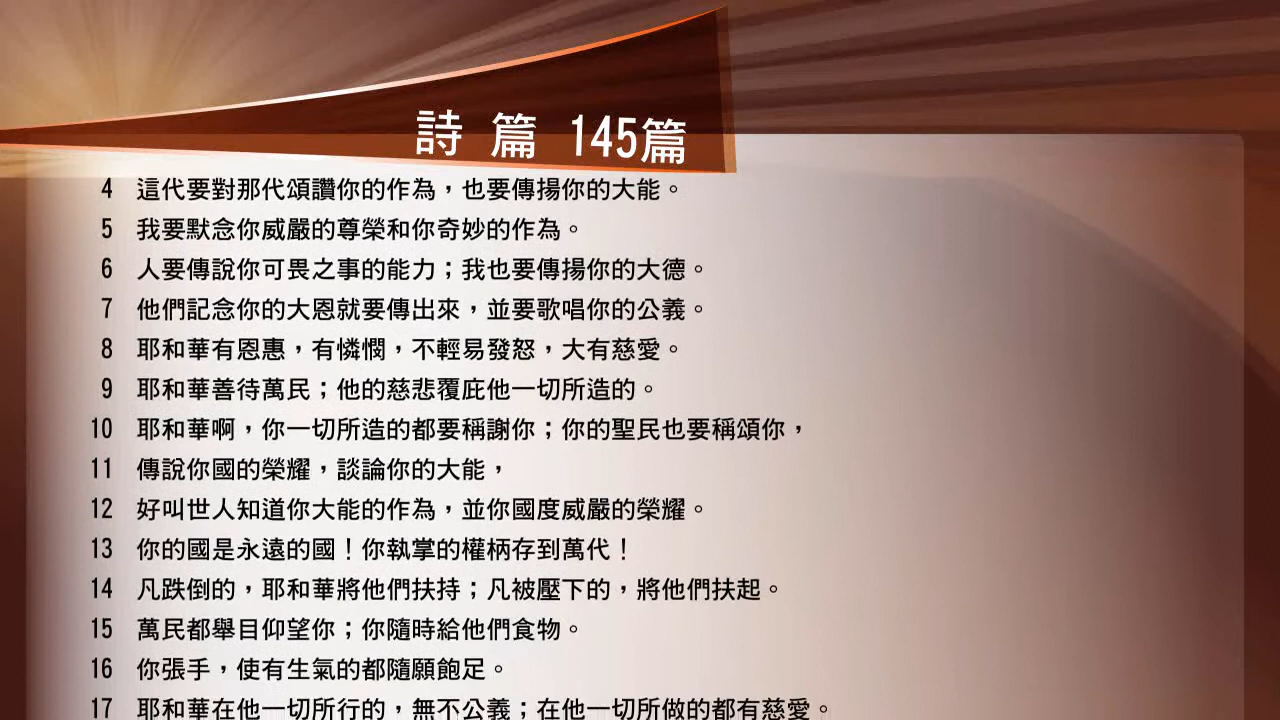 詩 篇 145篇
4 這代要對那代頌讚你的作為，也要傳揚你的大能。
5 我要默念你威嚴的尊榮和你奇妙的作為。
6 人要傳說你可畏之事的能力；我也要傳揚你的大德。
7 他們記念你的大恩就要傳出來，並要歌唱你的公義。
8 耶和華有恩惠，有憐憫，不輕易發怒，大有慈愛。
9 耶和華善待萬民；他的慈悲覆庇他一切所造的。
10 耶和華啊，你一切所造的都要稱謝你；你的聖民也要稱頌你，
11 傳說你國的榮耀，談論你的大能，
12 好叫世人知道你大能的作為，並你國度威嚴的榮耀。
13 你的國是永遠的國！你執掌的權柄存到萬代！
14 凡跌倒的，耶和華將他們扶持；凡被壓下的，將他們扶起。
15 萬民都舉目仰望你；你隨時給他們食物。
16 你張手，使有生氣的都隨願飽足。
17 耶和華在他一切所行的，無不公義；在他一切所做的都有慈愛。